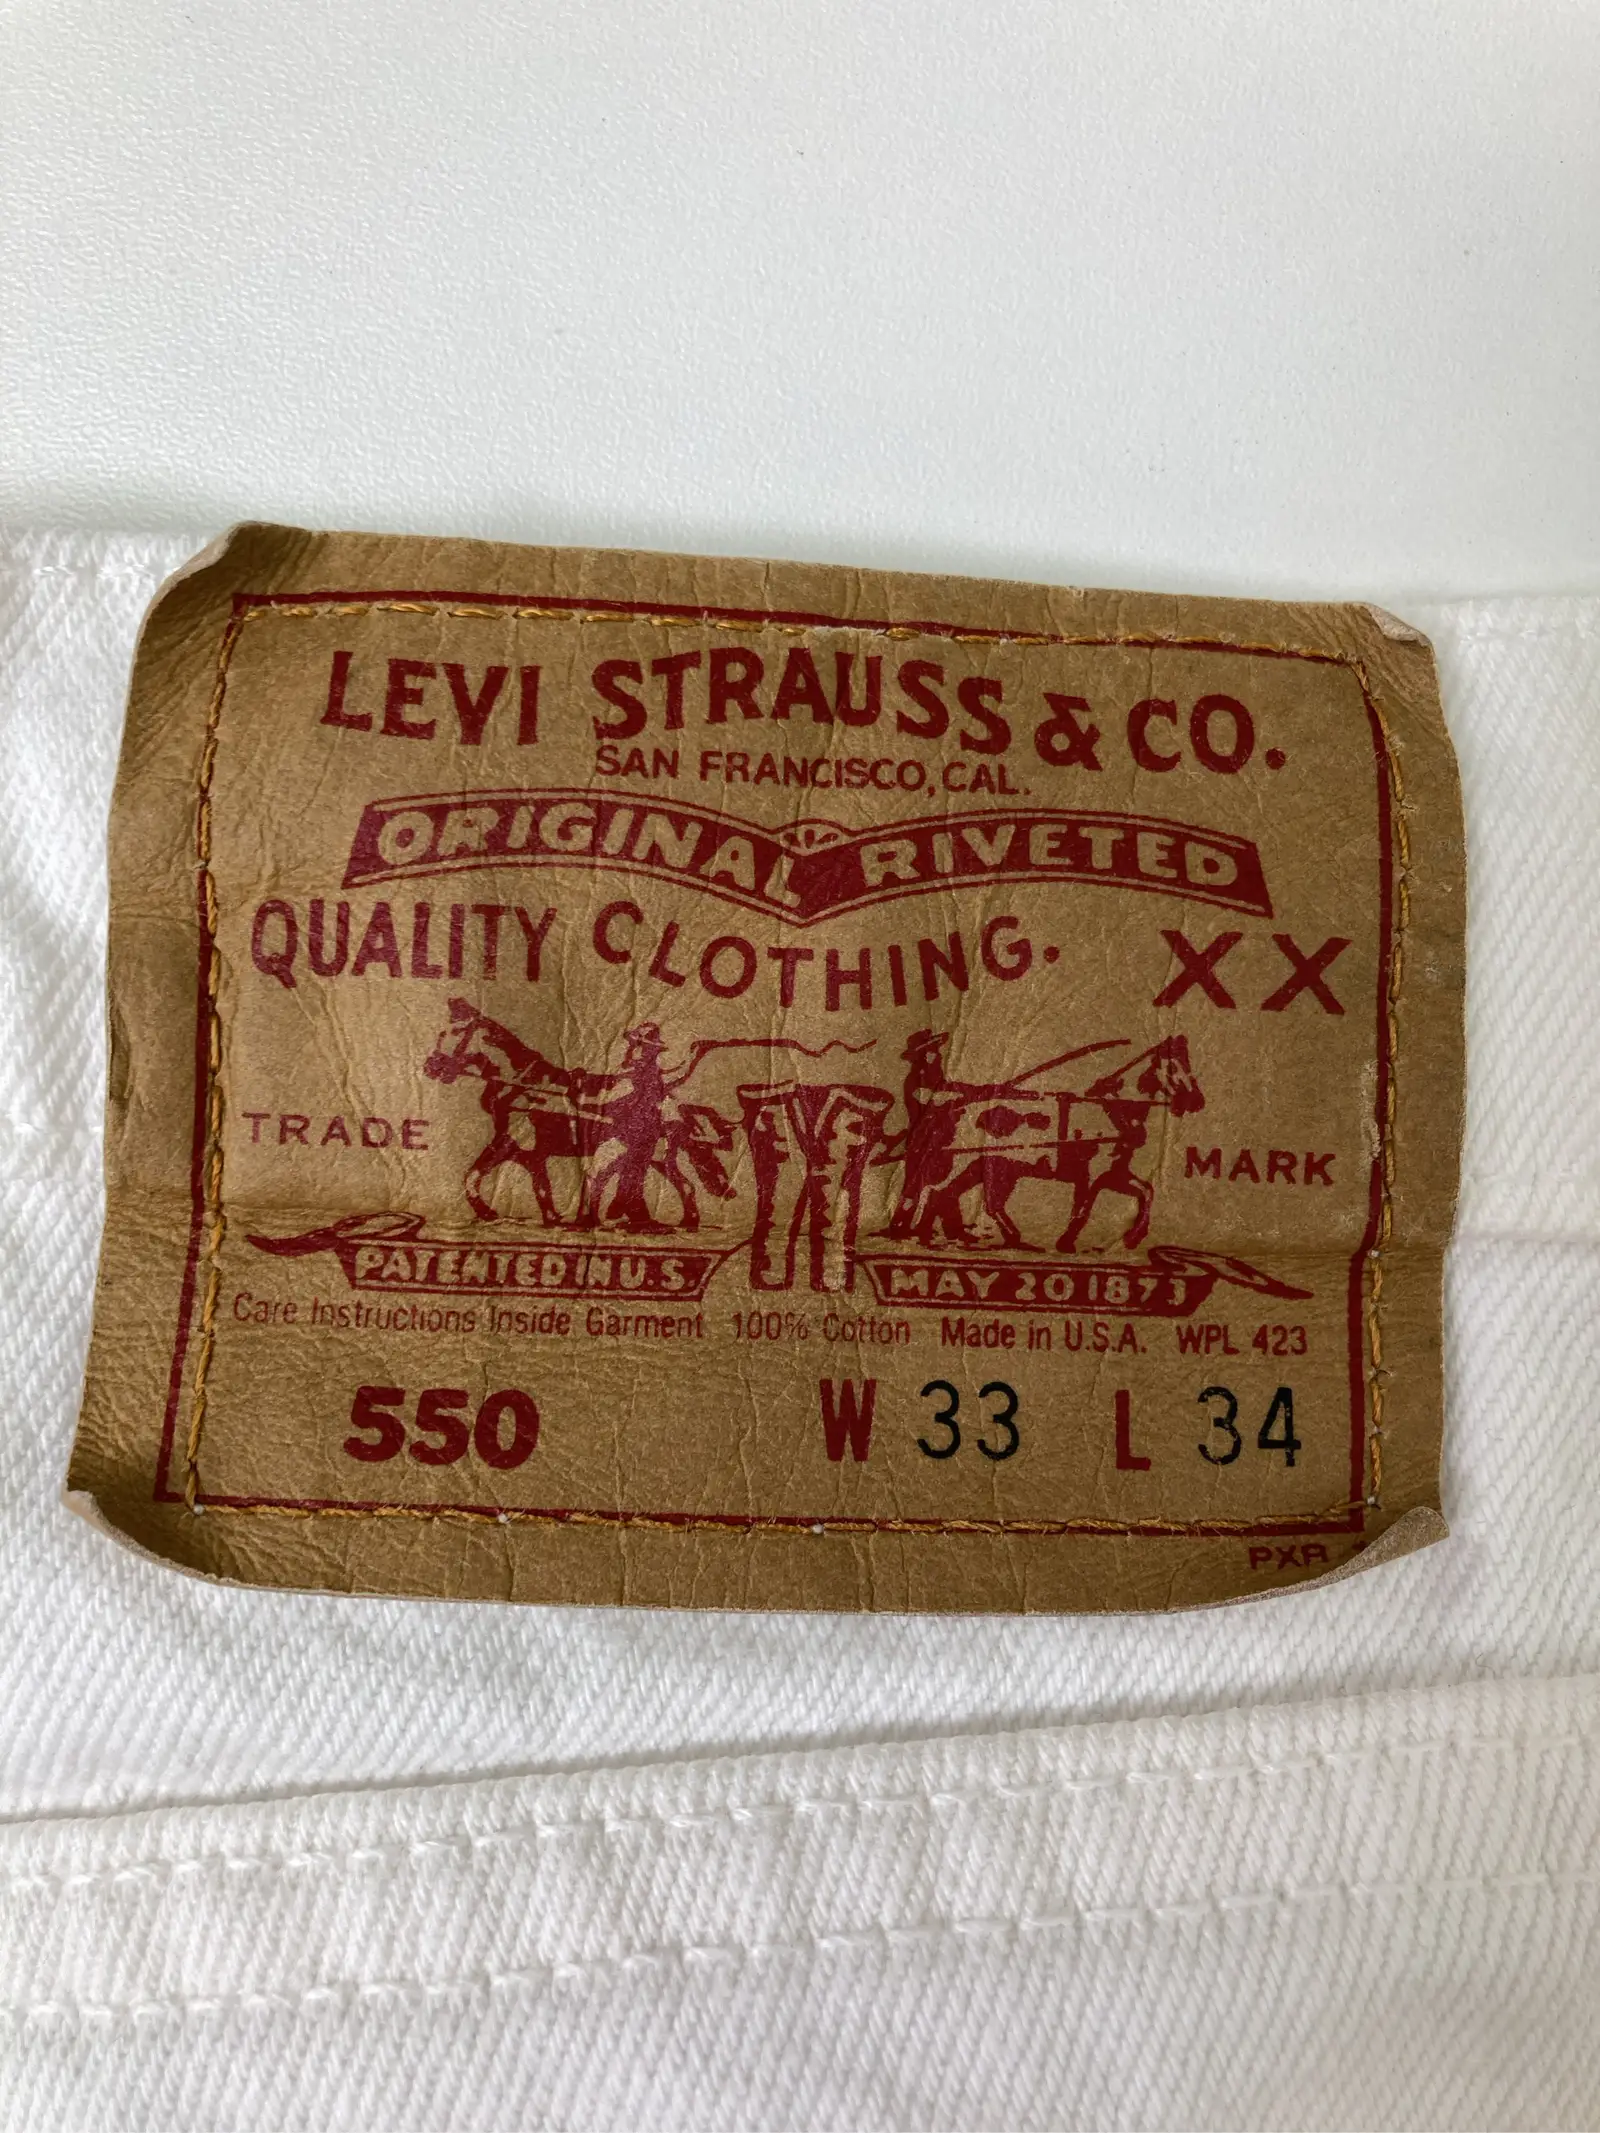 LEVI STRAUSS & CO.
SAN FRANCISCO, CAL.
ORIGINAL RIVETED
QUALITY CLOTHING. XX
TRADE MARK
PATENTED IN U.S. MAY 20 1873
Care Instructions Inside Garment 100% Cotton Made in U.S.A. WPL 423
550 W 33 L 34
PXR